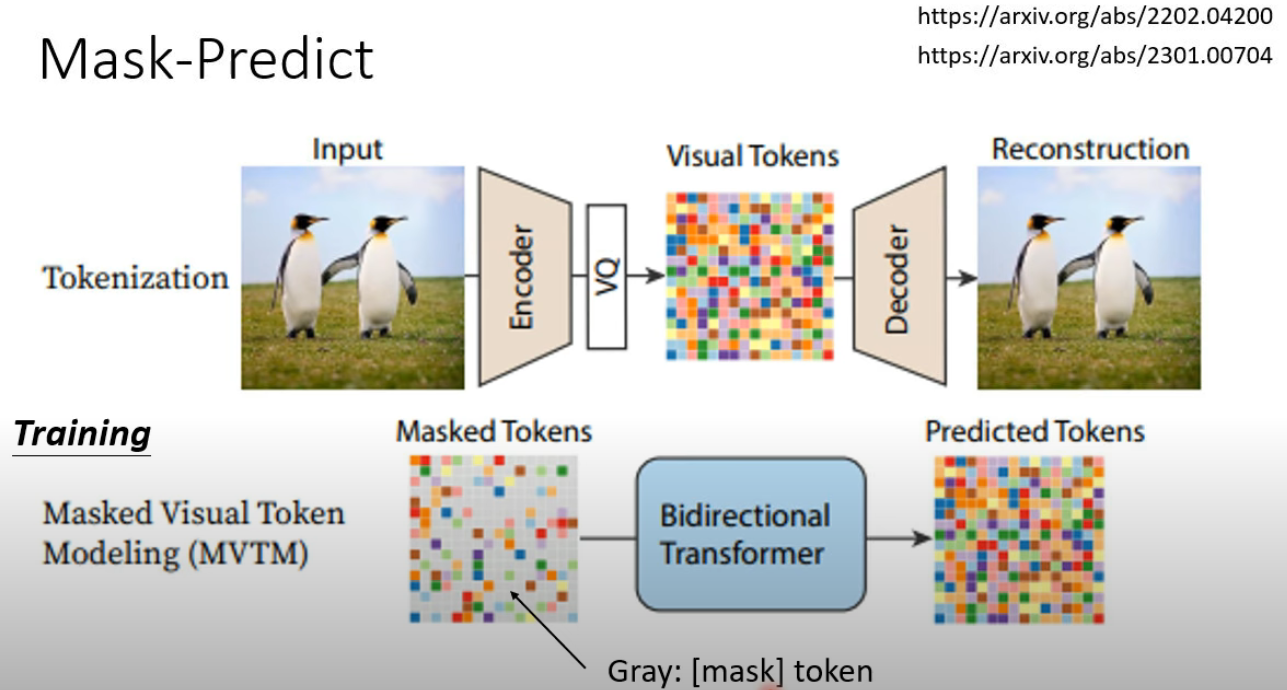 https://arxiv.org/abs/2202.04200
Mask-Predict
https://arxiv.org/abs/2301.00704
Input
Visual Tokens
Reconstruction
Tokenization
Encoder
VQ
Decoder
Training
Masked Tokens
Predicted Tokens
Masked Visual Token
Modeling (MVTM)
Bidirectional
Transformer
Gray: [mask] token